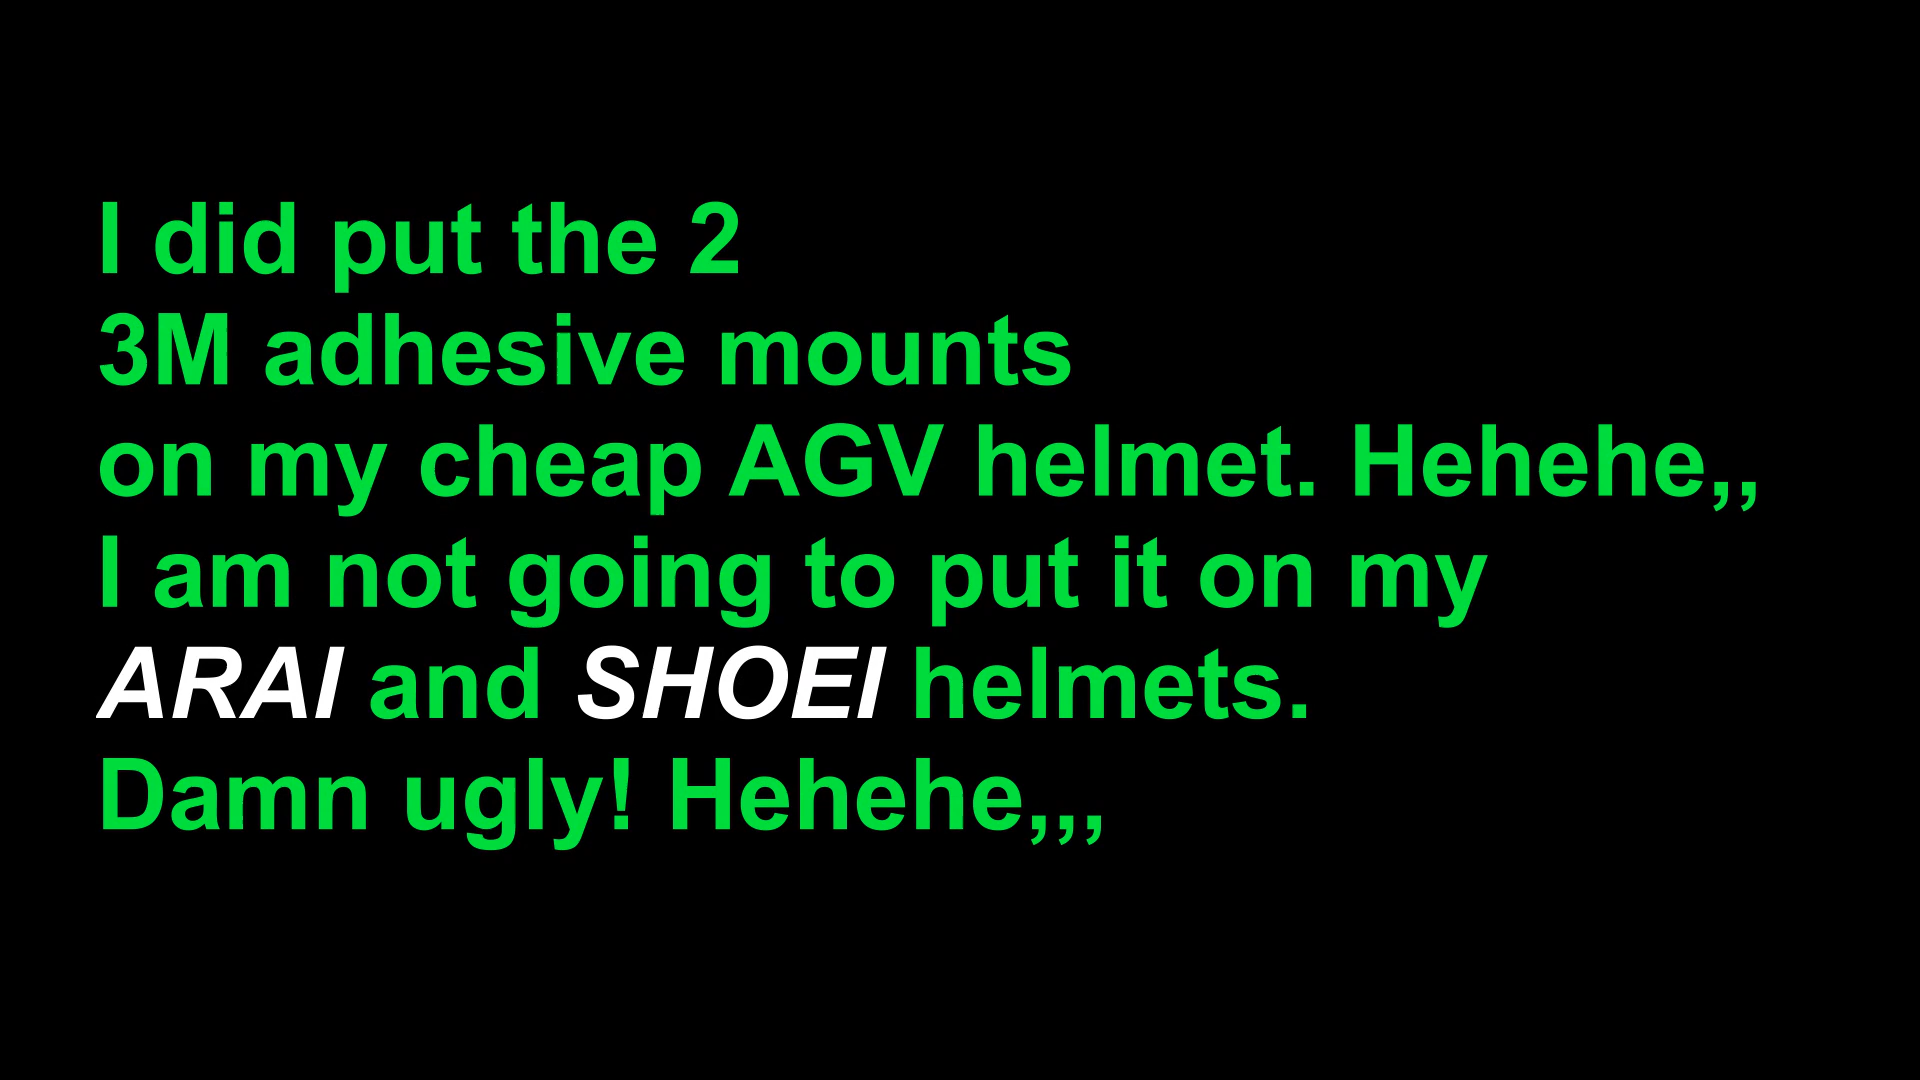 I did put the 2
3M adhesive mounts
on my cheap AGV helmet. Hehehe,,
I am not going to put it on my
ARAI and SHOEI helmets.
Damn ugly! Hehehe,,,